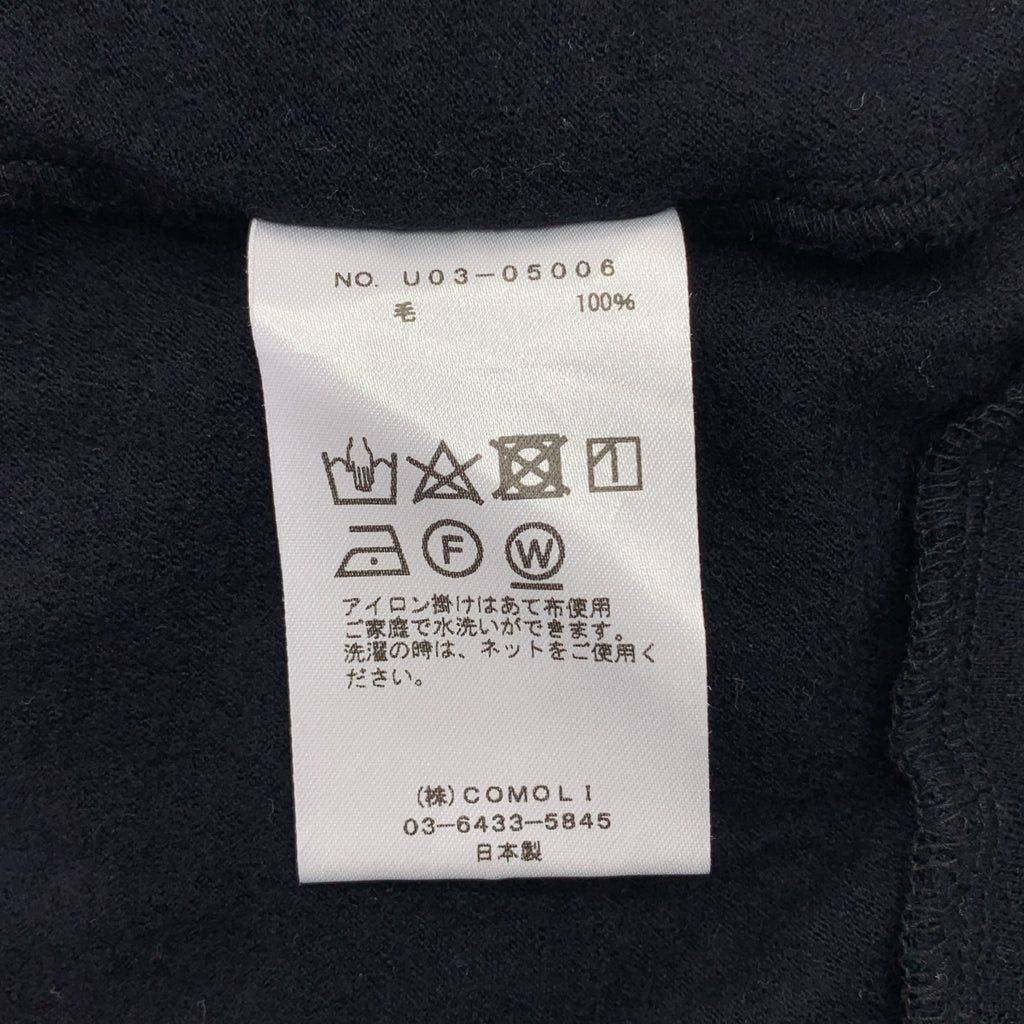 NO. U03-05006
毛 100%
F W
アイロン掛けはあて布使用
ご家庭で水洗いができます。
洗濯の時は、ネットをご使用く
ださい。
(株)COMOLI
03-6433-5845
日本製